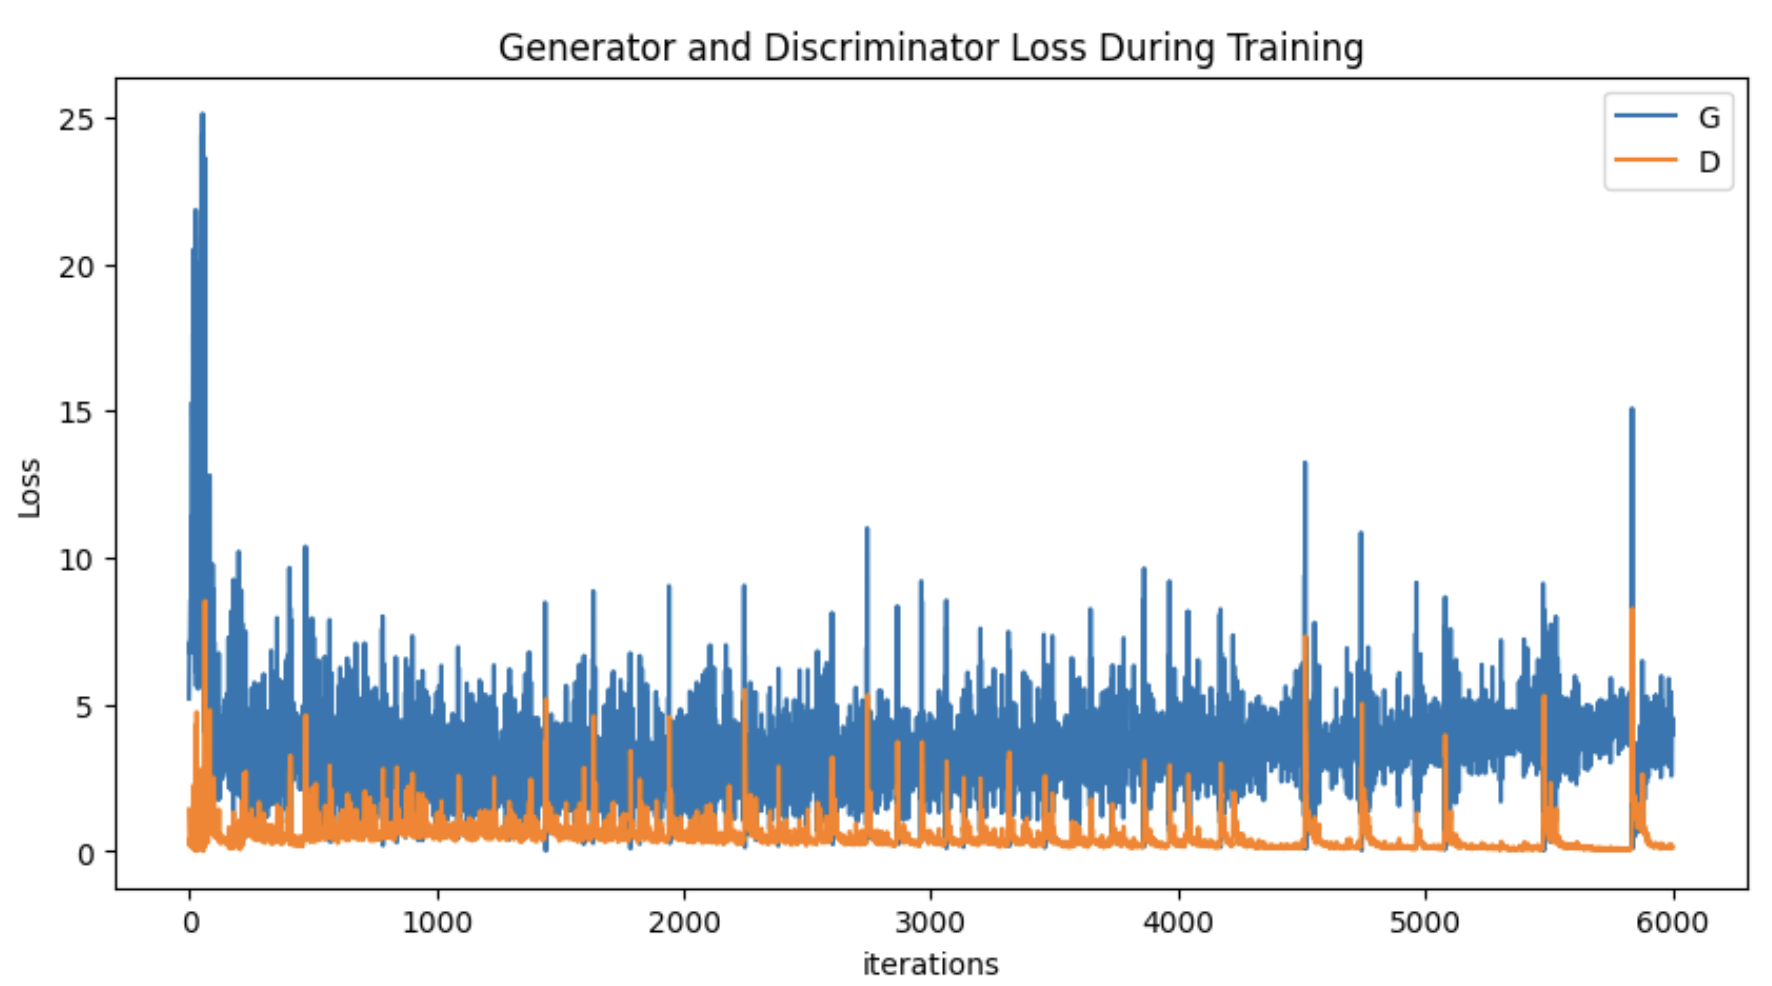 Generator and Discriminator Loss During Training
G
D
25
20
15
10
5
0
Loss
0 1000 2000 3000 4000 5000 6000
iterations